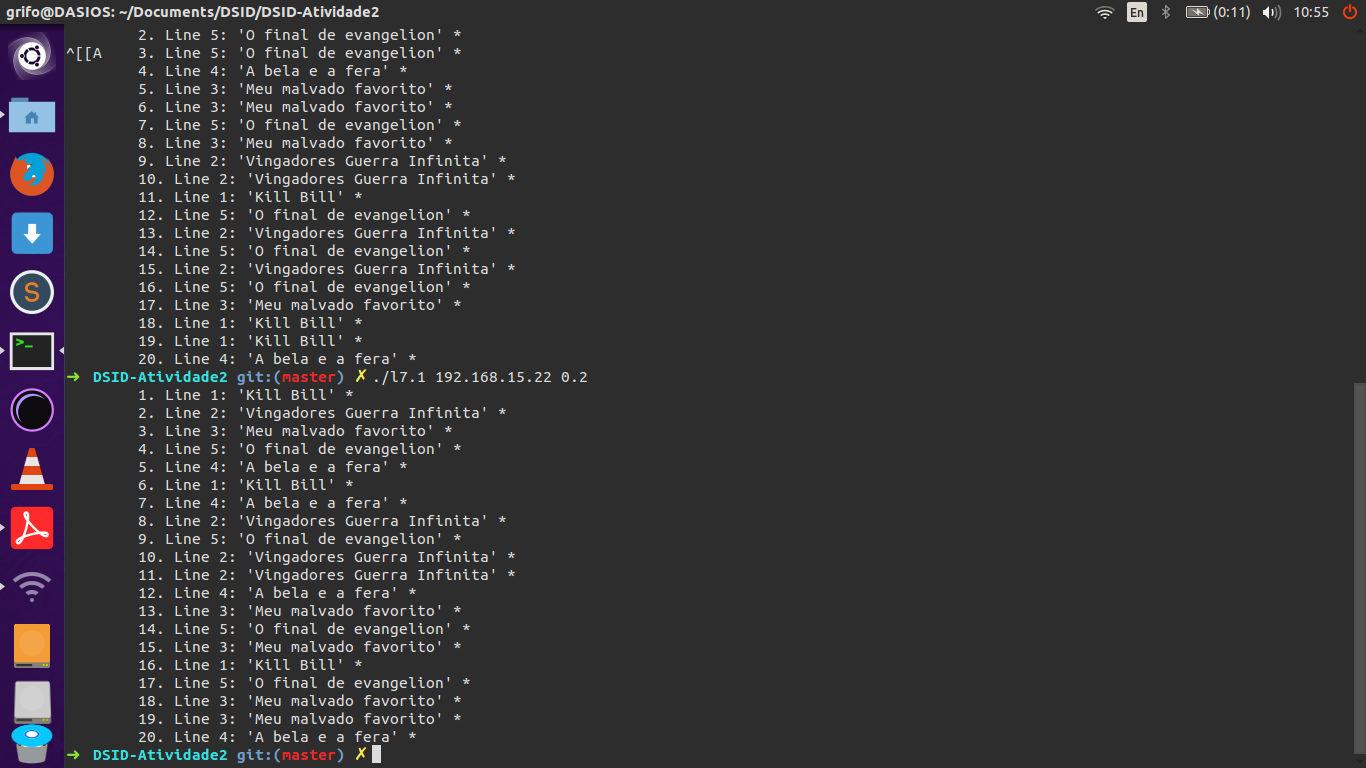 grifo@DASIOS: ~/Documents/DSID/DSID-Atividade2
En
(0:11)
10:55
2. Line 5: 'O final de evangelion' *
^[[A 3. Line 5: 'O final de evangelion' *
4. Line 4: 'A bela e a fera' *
5. Line 3: 'Meu malvado favorito' *
6. Line 3: 'Meu malvado favorito' *
7. Line 5: 'O final de evangelion' *
8. Line 3: 'Meu malvado favorito' *
9. Line 2: 'Vingadores Guerra Infinita' *
10. Line 2: 'Vingadores Guerra Infinita' *
11. Line 1: 'Kill Bill' *
12. Line 5: 'O final de evangelion' *
13. Line 2: 'Vingadores Guerra Infinita' *
14. Line 5: 'O final de evangelion' *
15. Line 2: 'Vingadores Guerra Infinita' *
16. Line 5: 'O final de evangelion' *
17. Line 3: 'Meu malvado favorito' *
18. Line 1: 'Kill Bill' *
19. Line 1: 'Kill Bill' *
20. Line 4: 'A bela e a fera' *
➜ DSID-Atividade2 git:(master) ✗ ./l7.1 192.168.15.22 0.2
1. Line 1: 'Kill Bill' *
2. Line 2: 'Vingadores Guerra Infinita' *
3. Line 3: 'Meu malvado favorito' *
4. Line 5: 'O final de evangelion' *
5. Line 4: 'A bela e a fera' *
6. Line 1: 'Kill Bill' *
7. Line 4: 'A bela e a fera' *
8. Line 2: 'Vingadores Guerra Infinita' *
9. Line 5: 'O final de evangelion' *
10. Line 2: 'Vingadores Guerra Infinita' *
11. Line 2: 'Vingadores Guerra Infinita' *
12. Line 4: 'A bela e a fera' *
13. Line 3: 'Meu malvado favorito' *
14. Line 5: 'O final de evangelion' *
15. Line 3: 'Meu malvado favorito' *
16. Line 1: 'Kill Bill' *
17. Line 5: 'O final de evangelion' *
18. Line 3: 'Meu malvado favorito' *
19. Line 3: 'Meu malvado favorito' *
20. Line 4: 'A bela e a fera' *
➜ DSID-Atividade2 git:(master) ✗